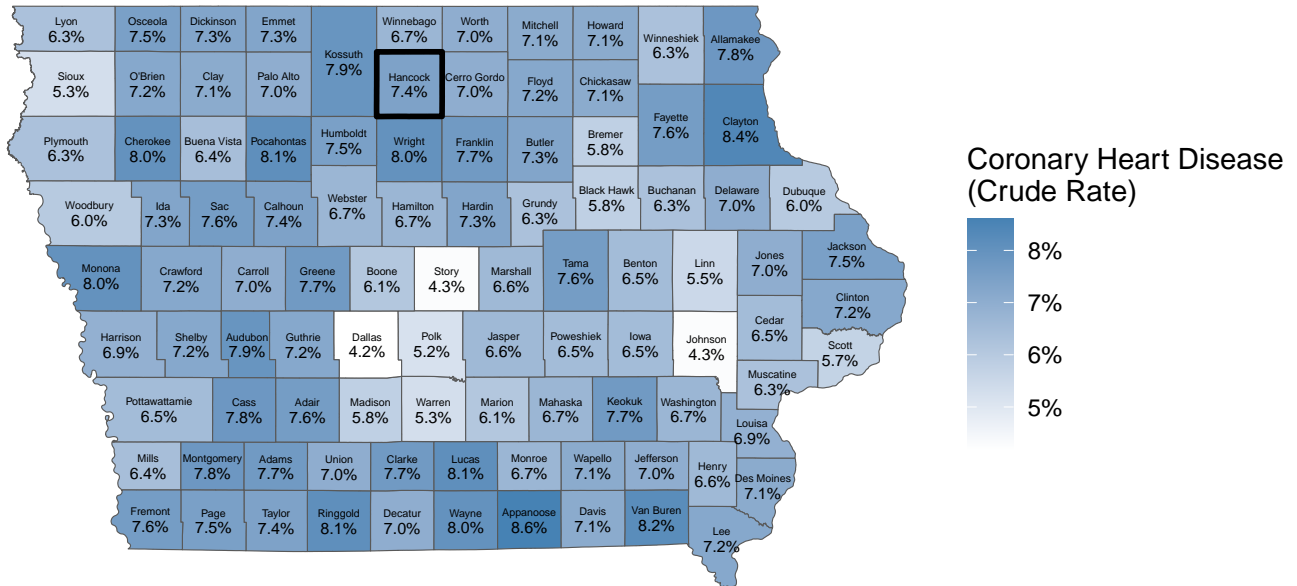 Lyon
6.3%
Osceola
7.5%
Dickinson
7.3%
Emmet
7.3%
Kossuth
7.9%
Winnebago
6.7%
Worth
7.0%
Mitchell
7.1%
Howard
7.1%
Winneshiek
6.3%
Allamakee
7.8%
Sioux
5.3%
O'Brien
7.2%
Clay
7.1%
Palo Alto
7.0%
Hancock
7.4%
Cerro Gordo
7.0%
Floyd
7.2%
Chickasaw
7.1%
Fayette
7.6%
Clayton
8.4%
Plymouth
6.3%
Cherokee
8.0%
Buena Vista
6.4%
Pocahontas
8.1%
Humboldt
7.5%
Wright
8.0%
Franklin
7.7%
Butler
7.3%
Bremer
5.8%
Woodbury
6.0%
Ida
7.3%
Sac
7.6%
Calhoun
7.4%
Webster
6.7%
Hamilton
6.7%
Hardin
7.3%
Grundy
6.3%
Black Hawk
5.8%
Buchanan
6.3%
Delaware
7.0%
Dubuque
6.0%
Monona
8.0%
Crawford
7.2%
Carroll
7.0%
Greene
7.7%
Boone
6.1%
Story
4.3%
Marshall
6.6%
Tama
7.6%
Benton
6.5%
Linn
5.5%
Jones
7.0%
Jackson
7.5%
Clinton
7.2%
Harrison
6.9%
Shelby
7.2%
Audubon
7.9%
Guthrie
7.2%
Dallas
4.2%
Polk
5.2%
Jasper
6.6%
Poweshiek
6.5%
Iowa
6.5%
Johnson
4.3%
Cedar
6.5%
Scott
5.7%
Muscatine
6.3%
Pottawattamie
6.5%
Cass
7.8%
Adair
7.6%
Madison
5.8%
Warren
5.3%
Marion
6.1%
Mahaska
6.7%
Keokuk
7.7%
Washington
6.7%
Louisa
6.9%
Mills
6.4%
Montgomery
7.8%
Adams
7.7%
Union
7.0%
Clarke
7.7%
Lucas
8.1%
Monroe
6.7%
Wapello
7.1%
Jefferson
7.0%
Henry
6.6%
Des Moines
7.1%
Fremont
7.6%
Page
7.5%
Taylor
7.4%
Ringgold
8.1%
Decatur
7.0%
Wayne
8.0%
Appanoose
8.6%
Davis
7.1%
Van Buren
8.2%
Lee
7.2%
Coronary Heart Disease
(Crude Rate)
8%
7%
6%
5%